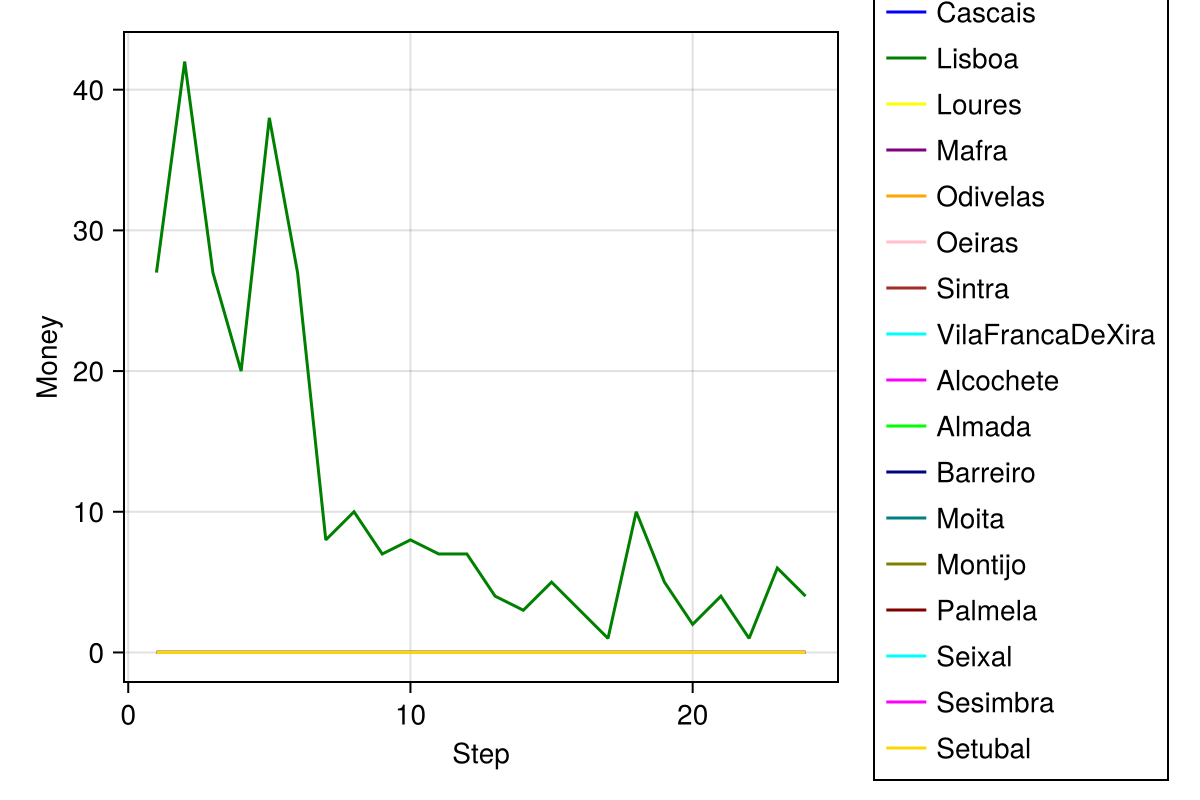 Cascais
Lisboa
Loures
Mafra
Odivelas
Oeiras
Sintra
VilaFrancaDeXira
Alcochete
Almada
Barreiro
Moita
Montijo
Palmela
Seixal
Sesimbra
Setubal
Money
40
30
20
10
0
0 10 20
Step